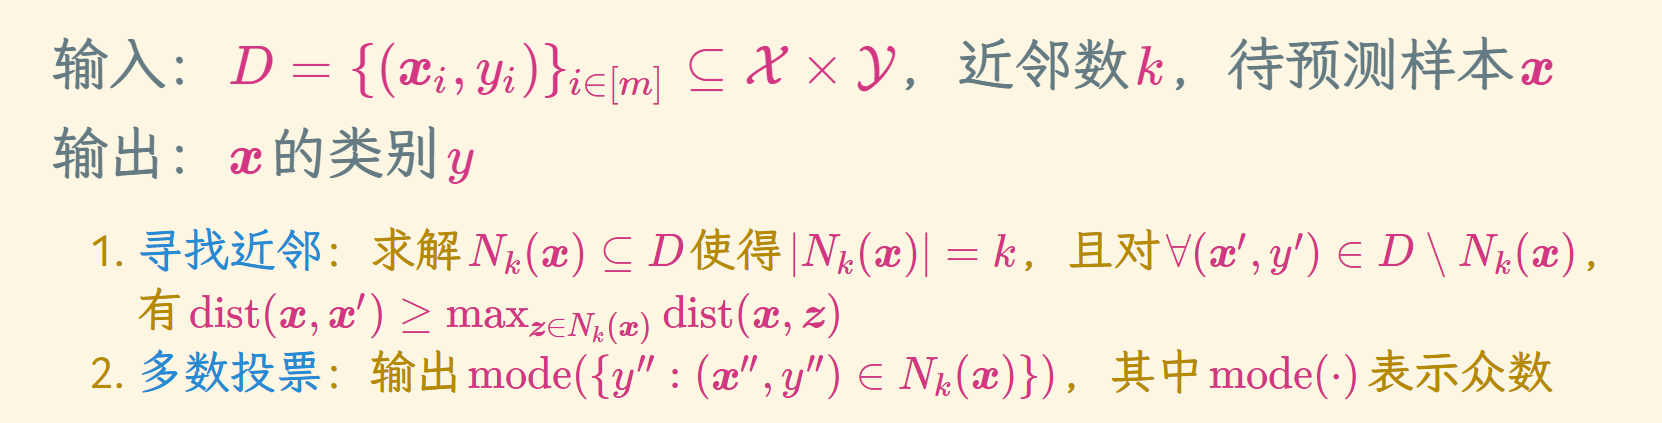 输入：$D = \{(\boldsymbol{x}_i, y_i)\}_{i \in [m]} \subseteq \mathcal{X} \times \mathcal{Y}$，近邻数$k$，待预测样本$\boldsymbol{x}$
输出：$\boldsymbol{x}$的类别$y$
1. 寻找近邻：求解$N_k(\boldsymbol{x}) \subseteq D$使得$|N_k(\boldsymbol{x})| = k$，且对$\forall (\boldsymbol{x}', y') \in D \setminus N_k(\boldsymbol{x})$，
有$\text{dist}(\boldsymbol{x}, \boldsymbol{x}') \geq \max_{\boldsymbol{z} \in N_k(\boldsymbol{x})} \text{dist}(\boldsymbol{x}, \boldsymbol{z})$
2. 多数投票：输出$\text{mode}(\{y'' : (\boldsymbol{x}'', y'') \in N_k(\boldsymbol{x})\})$，其中$\text{mode}(\cdot)$表示众数